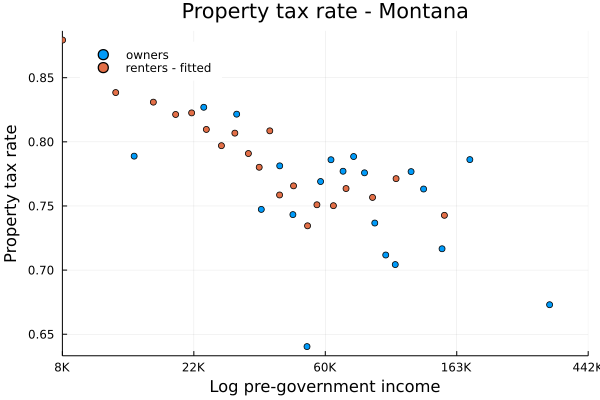 Property tax rate - Montana
owners
renters - fitted
Property tax rate
0.85
0.80
0.75
0.70
0.65
8K 22K 60K 163K 442K
Log pre-government income